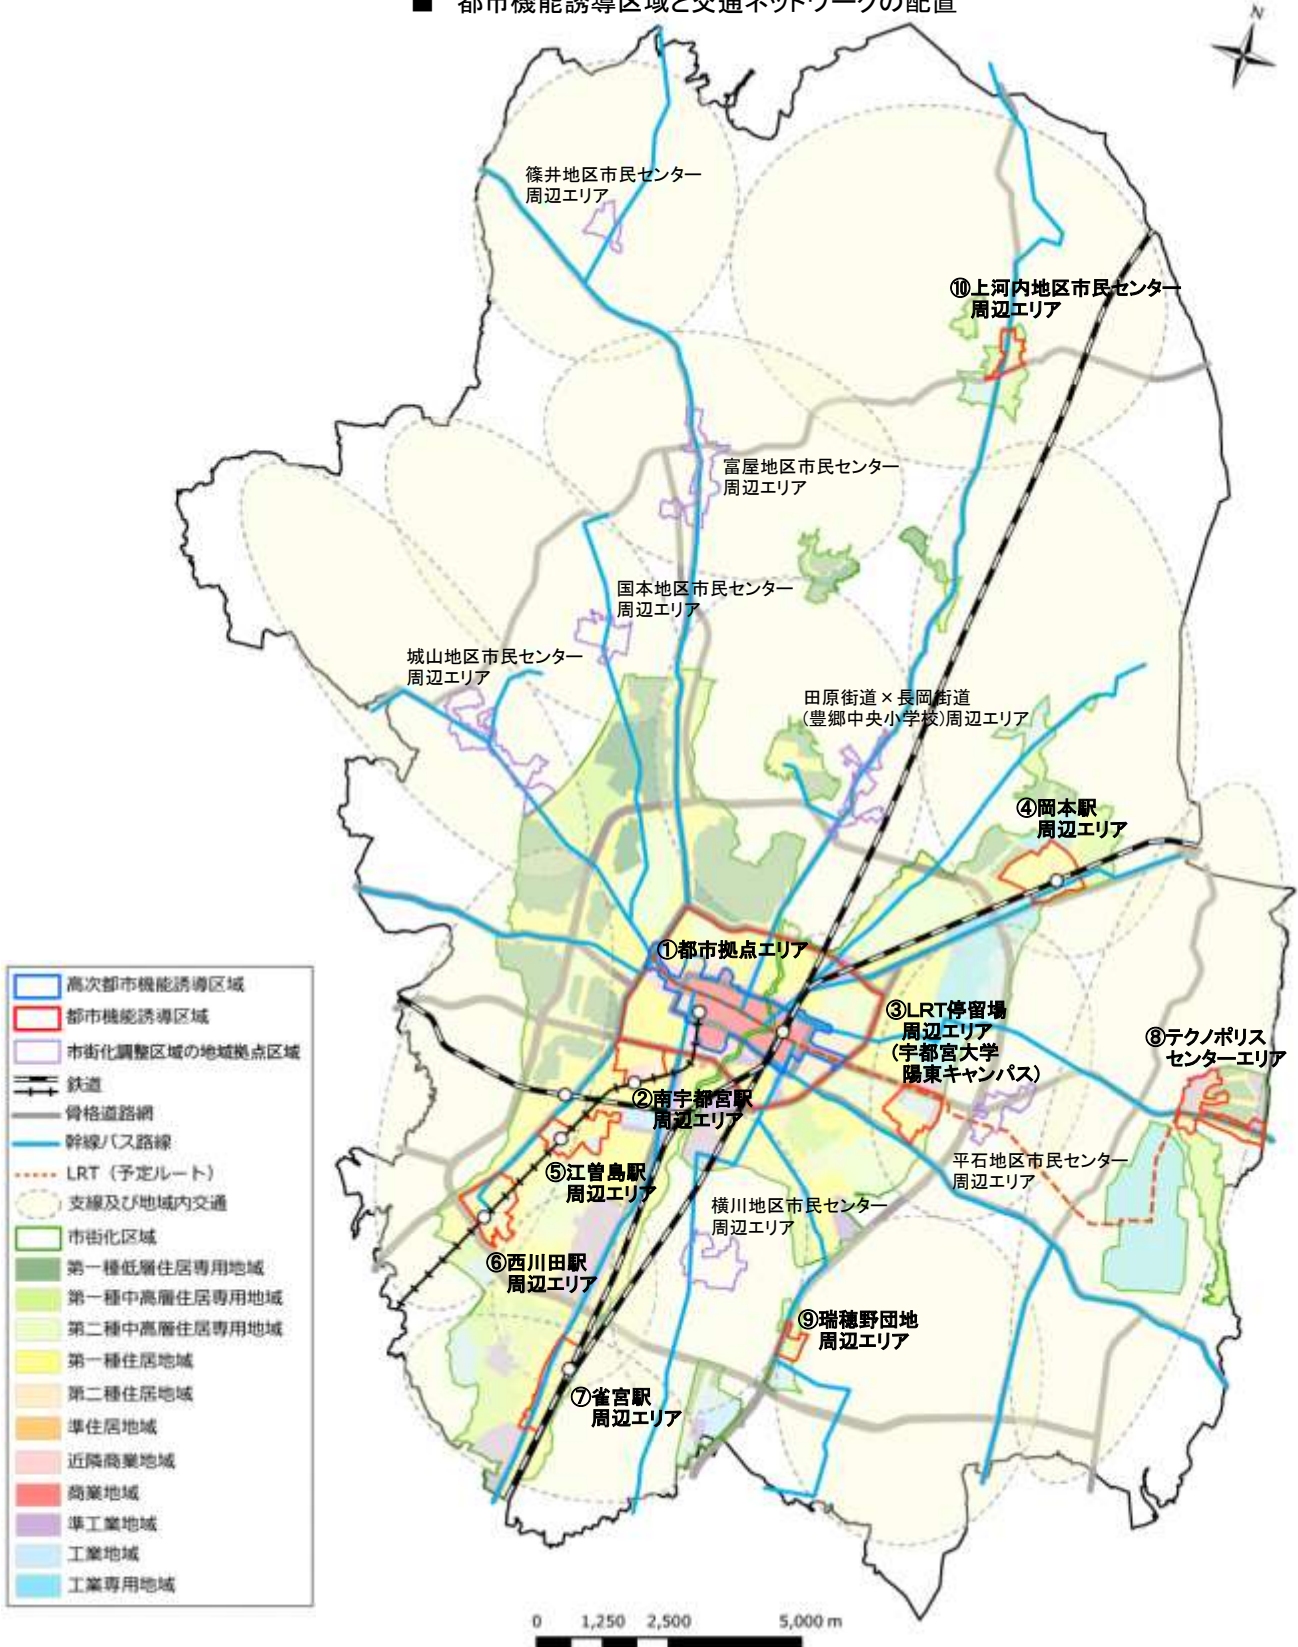 ■ 都市機能誘導区域と交通ネットワークの配置
N
篠井地区市民センター
周辺エリア
⑩上河内地区市民センター
周辺エリア
富屋地区市民センター
周辺エリア
国本地区市民センター
周辺エリア
城山地区市民センター
周辺エリア
田原街道×長岡街道
(豊郷中央小学校)周辺エリア
④岡本駅
周辺エリア
①都市拠点エリア
③LRT停留場
周辺エリア
(宇都宮大学
陽東キャンパス)
⑧テクノポリス
センターエリア
②南宇都宮駅
周辺エリア
平石地区市民センター
周辺エリア
⑤江曽島駅
周辺エリア
横川地区市民センター
周辺エリア
⑥西川田駅
周辺エリア
⑨瑞穂野団地
周辺エリア
⑦雀宮駅
周辺エリア
高次都市機能誘導区域
都市機能誘導区域
市街化調整区域の地域拠点区域
鉄道
骨格道路網
幹線バス路線
LRT（予定ルート）
支線及び地域内交通
市街化区域
第一種低層住居専用地域
第一種中高層住居専用地域
第二種中高層住居専用地域
第一種住居地域
第二種住居地域
準住居地域
近隣商業地域
商業地域
準工業地域
工業地域
工業専用地域
0 1,250 2,500 5,000 m